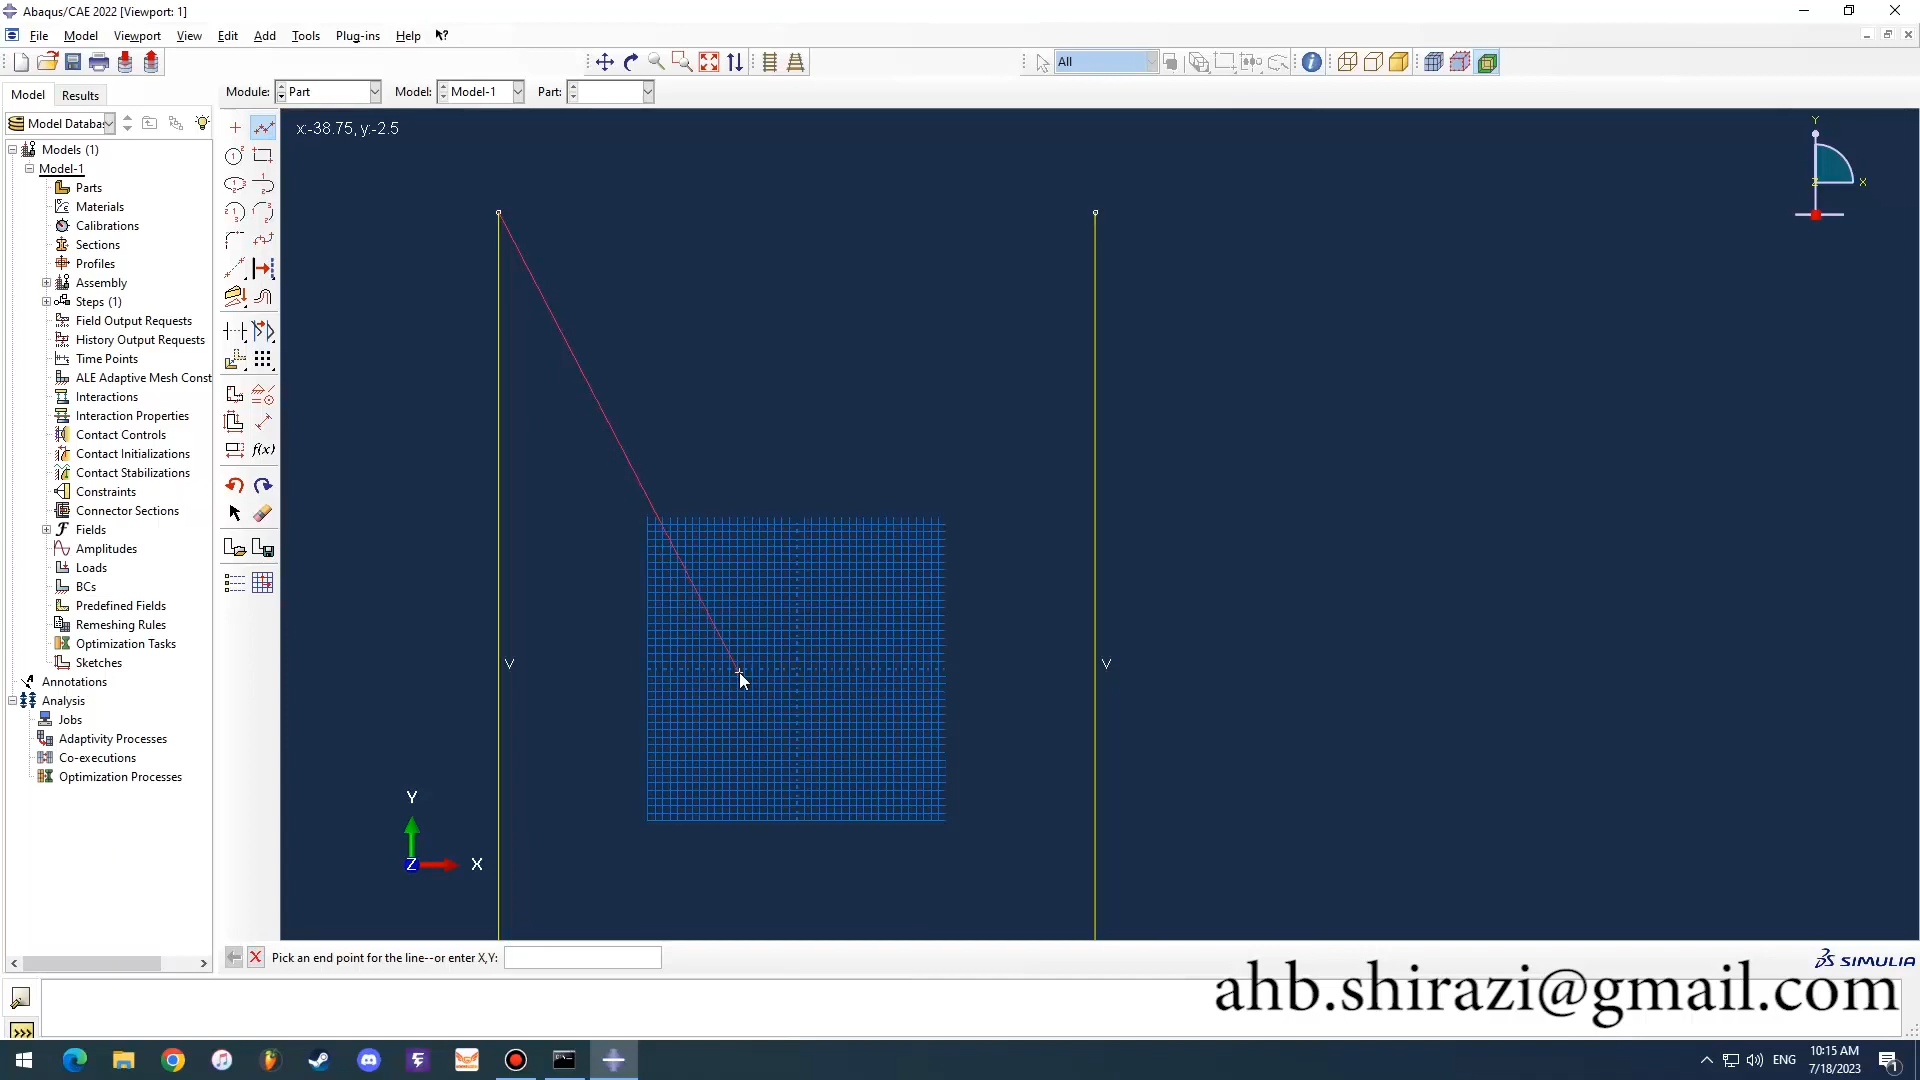 Abaqus/CAE 2022 [Viewport: 1]
File Model Viewport View Edit Add Tools Plug-ins Help
All
Model Results
Module: Part Model: Model-1 Part:
Model Databas
x:-38.75, y:-2.5
Y
Z X
Models (1)
Model-1
Parts
Materials
Calibrations
Sections
Profiles
Assembly
Steps (1)
Field Output Requests
History Output Requests
Time Points
ALE Adaptive Mesh Const
Interactions
Interaction Properties
Contact Controls
Contact Initializations
Contact Stabilizations
Constraints
Connector Sections
Fields
Amplitudes
Loads
BCs
Predefined Fields
Remeshing Rules
Optimization Tasks
Sketches
Annotations
Analysis
Jobs
Adaptivity Processes
Co-executions
Optimization Processes
f(x)
V V
Y
Z X
Pick an end point for the line--or enter X,Y:
SIMULIA
ahb.shirazi@gmail.com
>>>
ENG
10:15 AM
7/18/2023
1